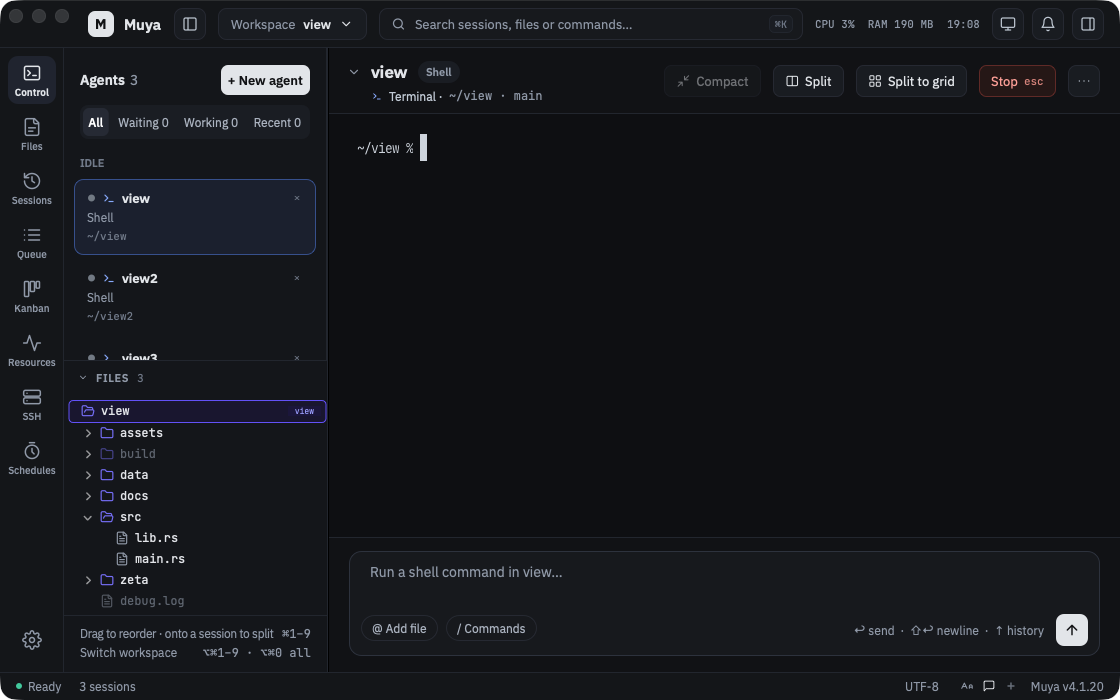 M Muya Workspace view Search sessions, files or commands... ⌘K CPU 3% RAM 190 MB 19:08
Control
Files
Sessions
Queue
Kanban
Resources
SSH
Schedules
Agents 3 + New agent
All Waiting 0 Working 0 Recent 0
IDLE
view ×
Shell
~/view
view2 ×
Shell
~/view2
view3 ×
FILES 3
view view
assets
build
data
docs
src
lib.rs
main.rs
zeta
debug.log
Drag to reorder · onto a session to split ⌘1–9
Switch workspace ⌥⌘1–9 · ⌥⌘0 all
view Shell
Terminal · ~/view · main
Compact Split Split to grid Stop esc ···
~/view %
Run a shell command in view...
@ Add file / Commands
↩ send · ⇧↩ newline · ↑ history
Ready 3 sessions UTF-8 Aa + Muya v4.1.20